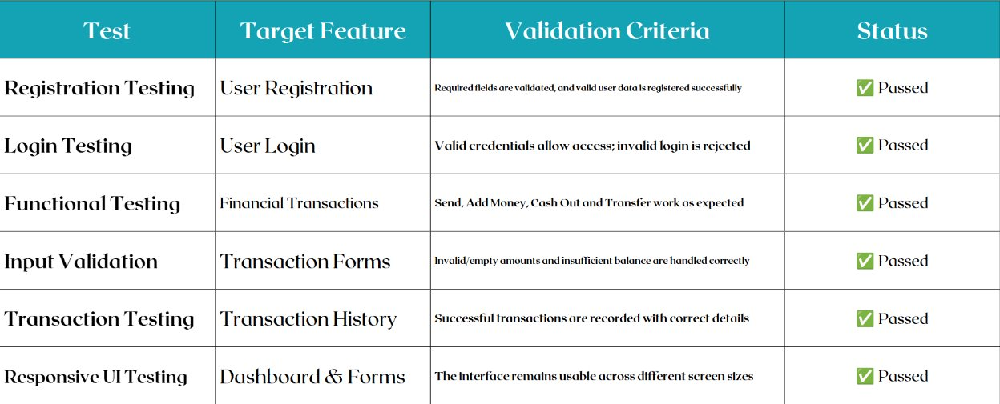 Test Target Feature Validation Criteria Status
Registration Testing User Registration Required fields are validated, and valid user data is registered successfully ✅ Passed
Login Testing User Login Valid credentials allow access; invalid login is rejected ✅ Passed
Functional Testing Financial Transactions Send, Add Money, Cash Out and Transfer work as expected ✅ Passed
Input Validation Transaction Forms Invalid/empty amounts and insufficient balance are handled correctly ✅ Passed
Transaction Testing Transaction History Successful transactions are recorded with correct details ✅ Passed
Responsive UI Testing Dashboard & Forms The interface remains usable across different screen sizes ✅ Passed